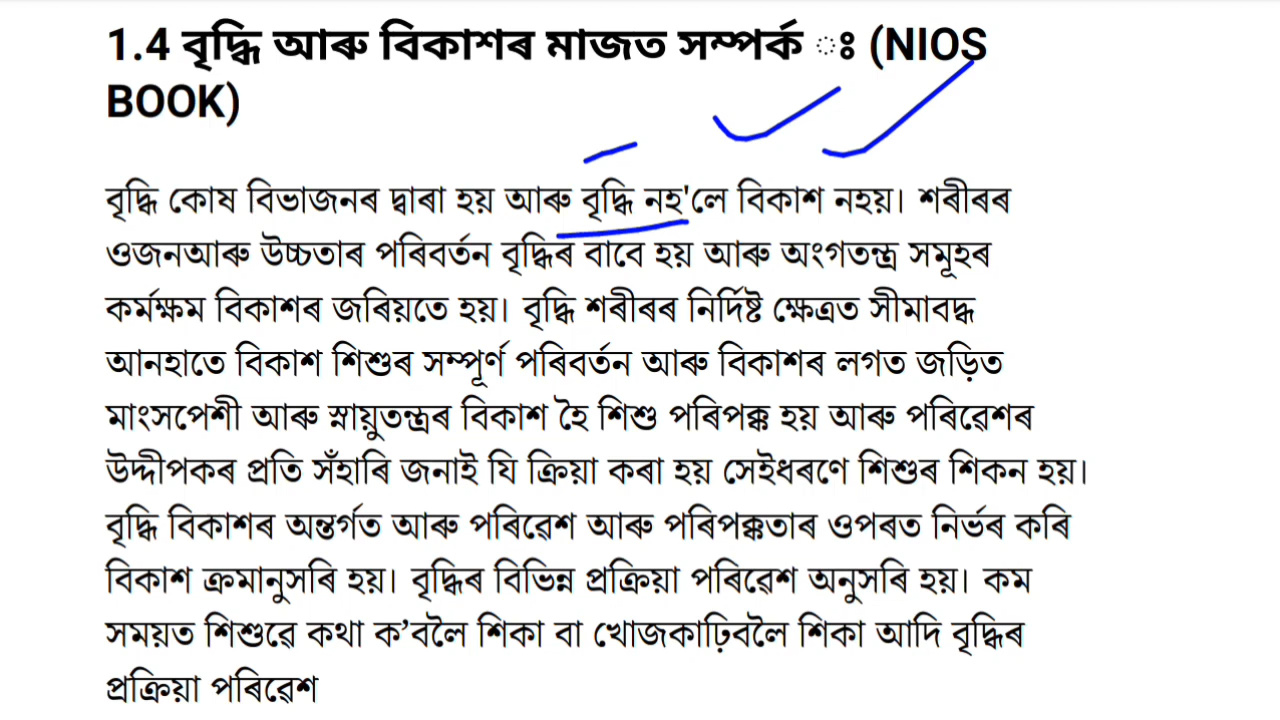 1.4 বৃদ্ধি আৰু বিকাশৰ মাজত সম্পৰ্ক ঃ (NIOS
BOOK)
বৃদ্ধি কোষ বিভাজনৰ দ্বাৰা হয় আৰু বৃদ্ধি নহ'লে বিকাশ নহয়। শৰীৰৰ
ওজনআৰু উচ্চতাৰ পৰিবৰ্তন বৃদ্ধিৰ বাবে হয় আৰু অংগতন্ত্ৰ সমূহৰ
কৰ্মক্ষম বিকাশৰ জৰিয়তে হয়। বৃদ্ধি শৰীৰৰ নিৰ্দিষ্ট ক্ষেত্ৰত সীমাবদ্ধ
আনহাতে বিকাশ শিশুৰ সম্পূৰ্ণ পৰিবৰ্তন আৰু বিকাশৰ লগত জড়িত
মাংসপেশী আৰু স্নায়ুতন্ত্ৰৰ বিকাশ হৈ শিশু পৰিপক্ক হয় আৰু পৰিৱেশৰ
উদ্দীপকৰ প্ৰতি সঁহাৰি জনাই যি ক্ৰিয়া কৰা হয় সেইধৰণে শিশুৰ শিকন হয়।
বৃদ্ধি বিকাশৰ অন্তৰ্গত আৰু পৰিৱেশ আৰু পৰিপক্কতাৰ ওপৰত নিৰ্ভৰ কৰি
বিকাশ ক্ৰমানুসৰি হয়। বৃদ্ধিৰ বিভিন্ন প্ৰক্ৰিয়া পৰিৱেশ অনুসৰি হয়। কম
সময়ত শিশুৱে কথা ক’বলৈ শিকা বা খোজকাঢ়িবলৈ শিকা আদি বৃদ্ধিৰ
প্ৰক্ৰিয়া পৰিৱেশ